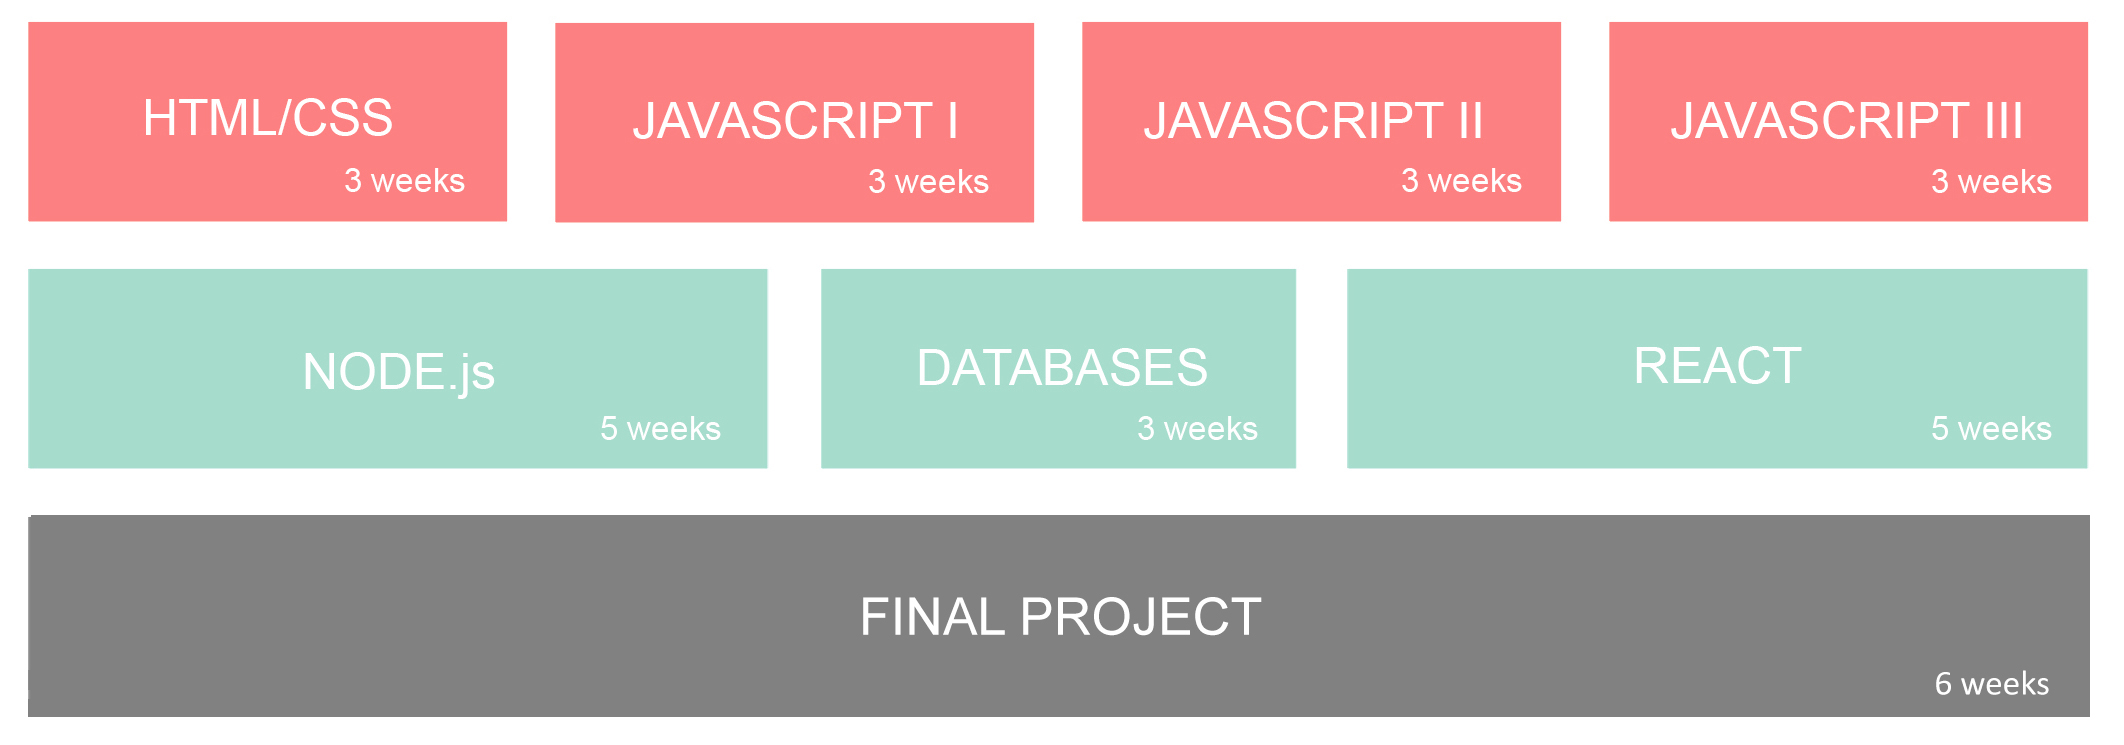 HTML/CSS
3 weeks
JAVASCRIPT I
3 weeks
JAVASCRIPT II
3 weeks
JAVASCRIPT III
3 weeks
NODE.js
5 weeks
DATABASES
3 weeks
REACT
5 weeks
FINAL PROJECT
6 weeks